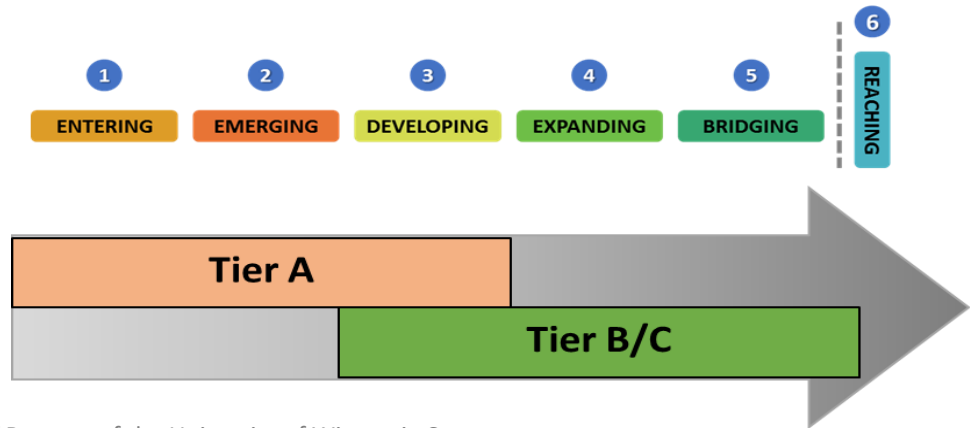 6
1 2 3 4 5
ENTERING EMERGING DEVELOPING EXPANDING BRIDGING REACHING
Tier A
Tier B/C